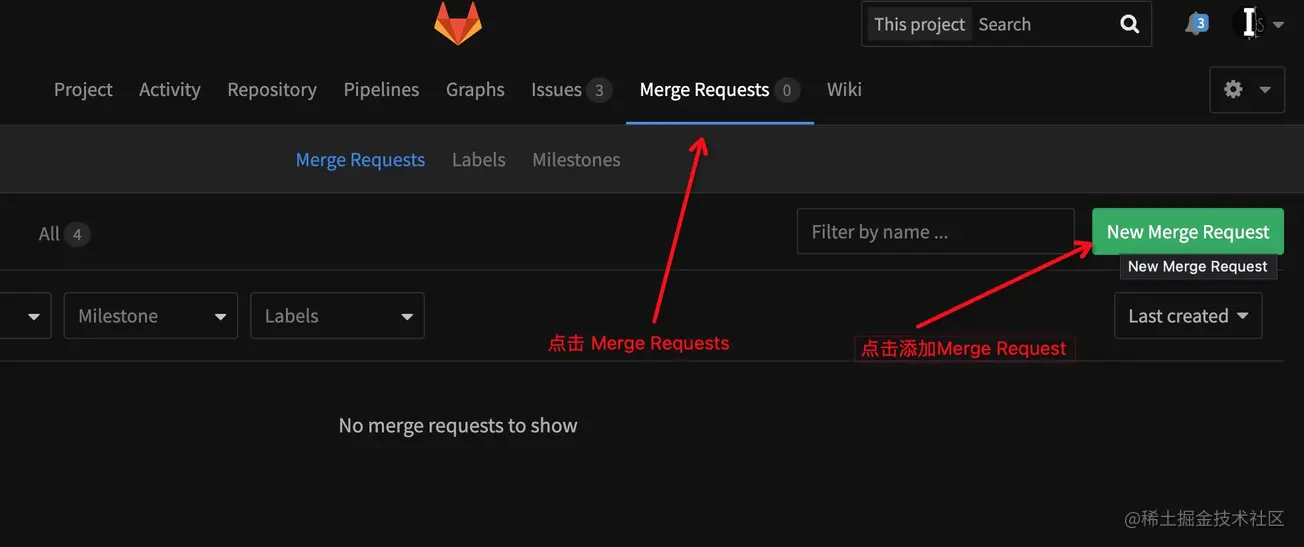 This project Search 3
Project Activity Repository Pipelines Graphs Issues 3 Merge Requests 0 Wiki
Merge Requests Labels Milestones
All 4 Filter by name ... New Merge Request
New Merge Request
Milestone Labels Last created
点击 Merge Requests
点击添加Merge Request
No merge requests to show
@稀土掘金技术社区